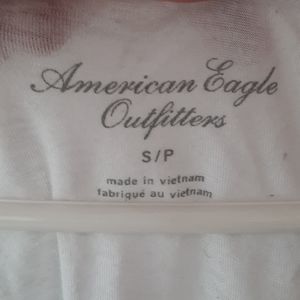 American Eagle
Outfitters
S/P
made in vietnam
fabriqué au vietnam